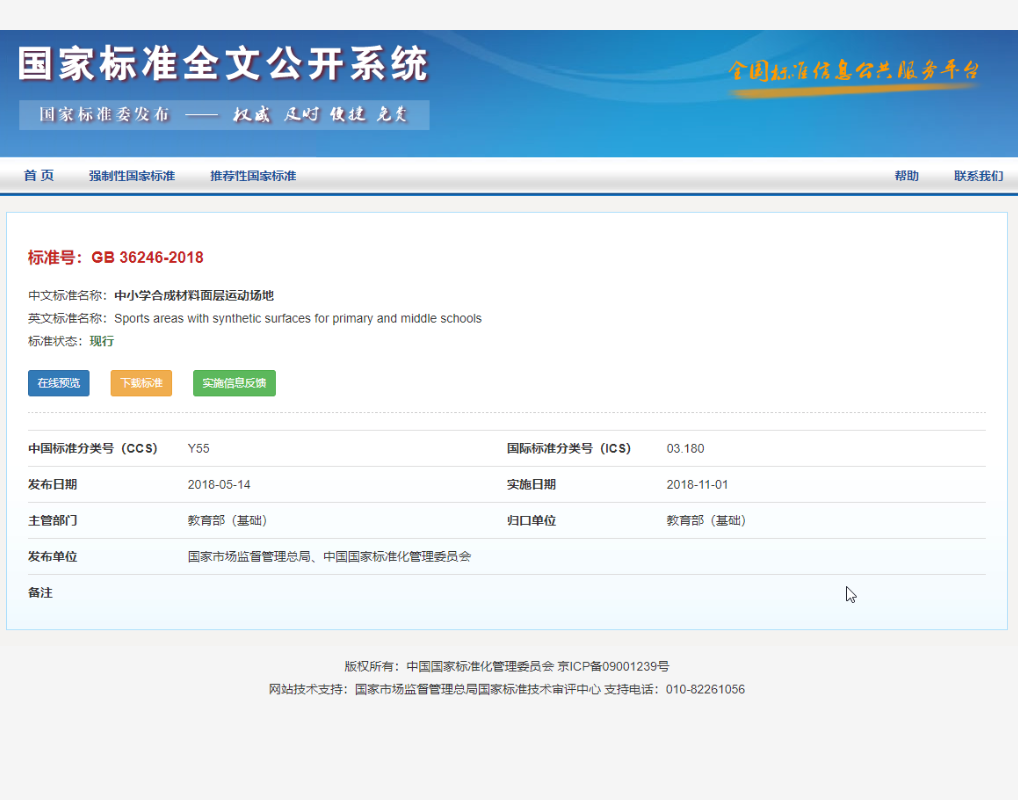 国家标准全文公开系统
全国标准信息公共服务平台
国家标准委发布 —— 权威 及时 便捷 免费
首 页 强制性国家标准 推荐性国家标准 帮助 联系我们
标准号：GB 36246-2018
中文标准名称：中小学合成材料面层运动场地
英文标准名称：Sports areas with synthetic surfaces for primary and middle schools
标准状态：现行
在线预览 下载标准 实施信息反馈
中国标准分类号（CCS） Y55 国际标准分类号（ICS） 03.180
发布日期 2018-05-14 实施日期 2018-11-01
主管部门 教育部（基础） 归口单位 教育部（基础）
发布单位 国家市场监督管理总局、中国国家标准化管理委员会
备注
版权所有：中国国家标准化管理委员会 京ICP备09001239号
网站技术支持：国家市场监督管理总局国家标准技术审评中心 支持电话：010-82261056